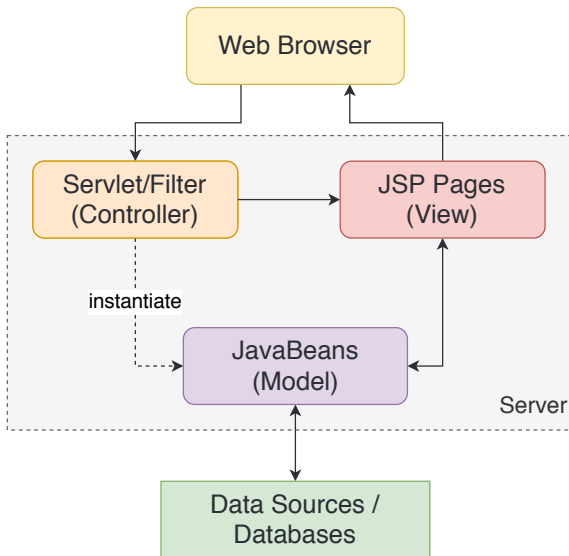 Web Browser
Servlet/Filter
(Controller)
JSP Pages
(View)
instantiate
JavaBeans
(Model)
Server
Data Sources /
Databases